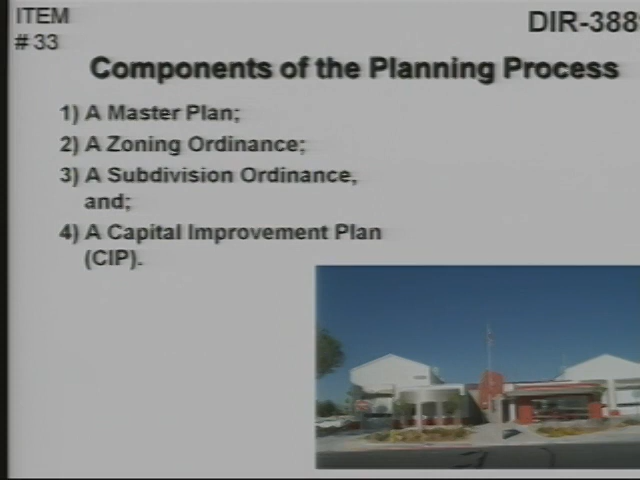 ITEM
# 33
DIR-388
Components of the Planning Process
1) A Master Plan;
2) A Zoning Ordinance;
3) A Subdivision Ordinance,
and;
4) A Capital Improvement Plan
(CIP).